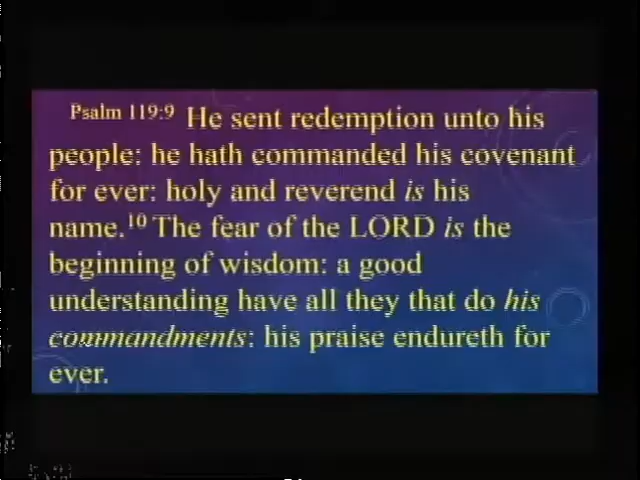 Psalm 119:9 He sent redemption unto his
people: he hath commanded his covenant
for ever: holy and reverend is his
name.10 The fear of the LORD is the
beginning of wisdom: a good
understanding have all they that do his
commandments: his praise endureth for
ever.